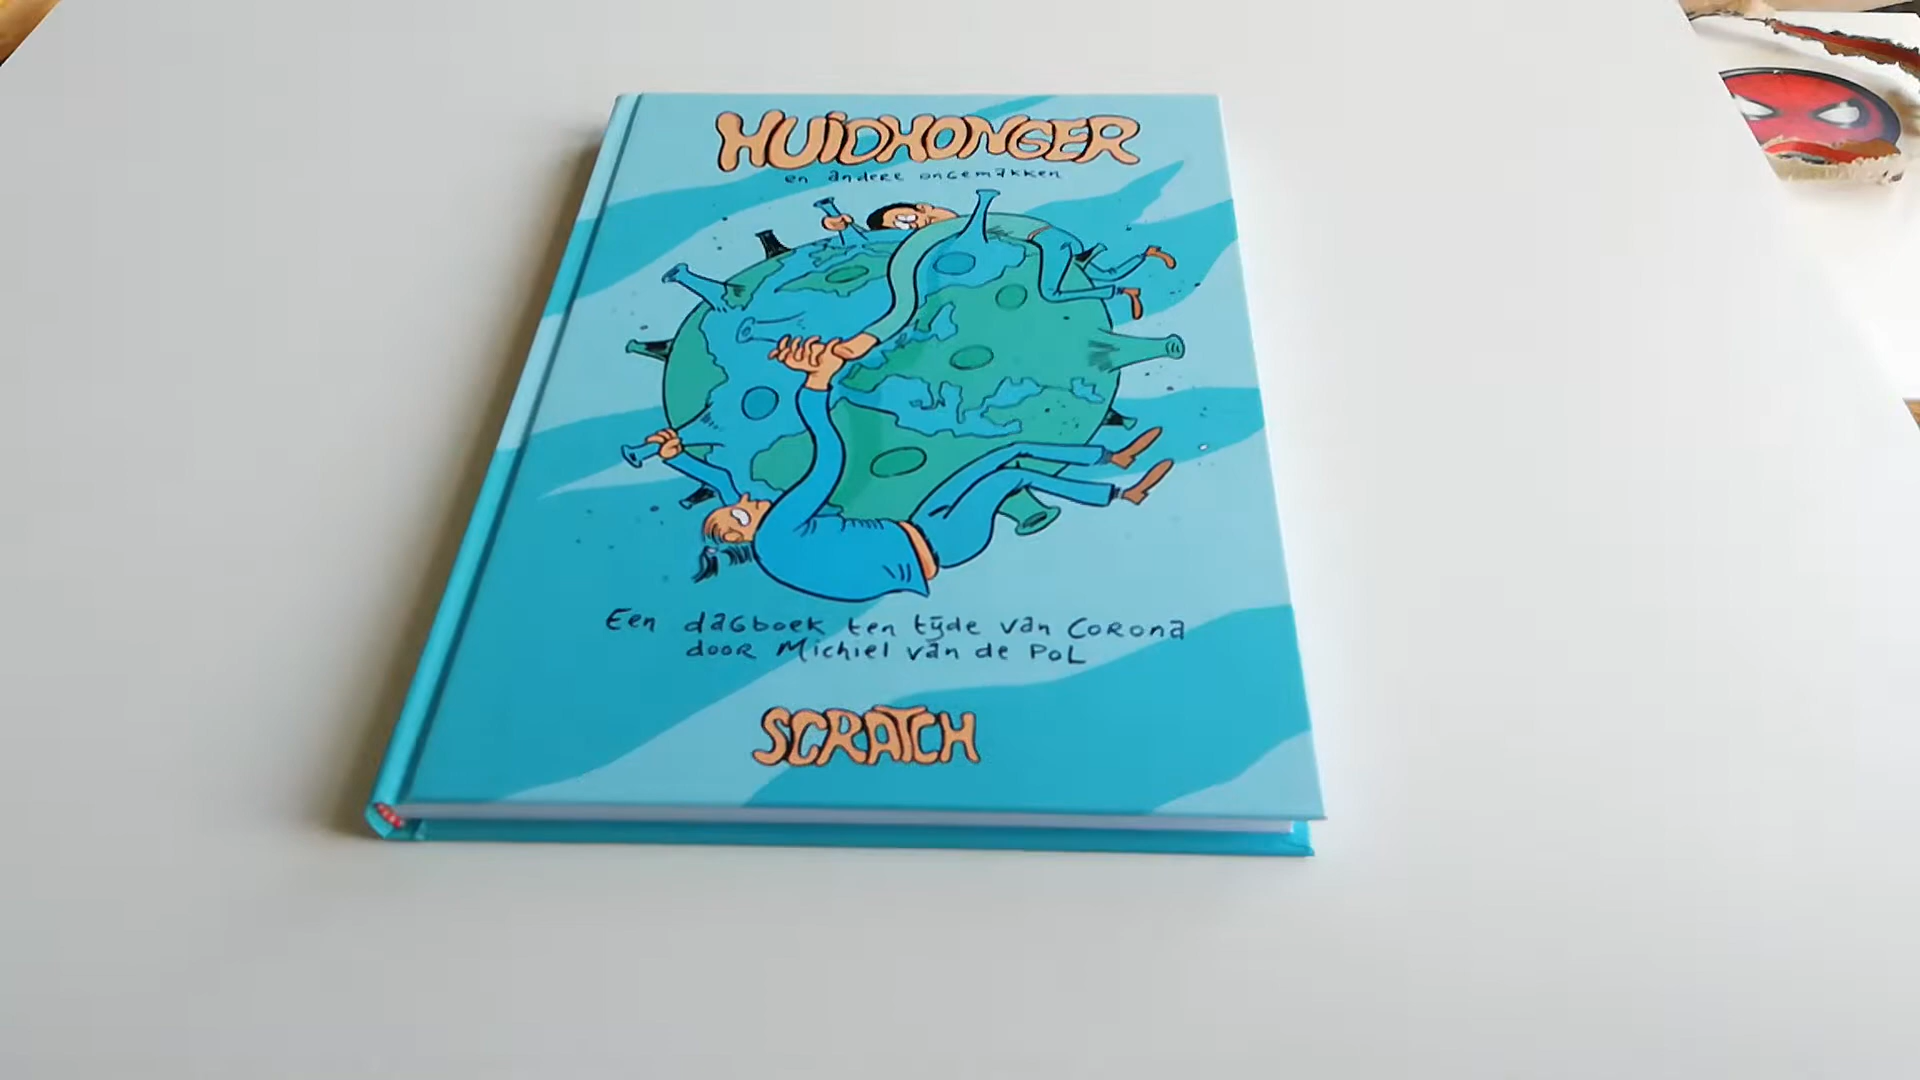 HUIDHONGER
en andere ongemakken
Een dagboek ten tijde van Corona
door Michiel van de Pol
SCRATCH